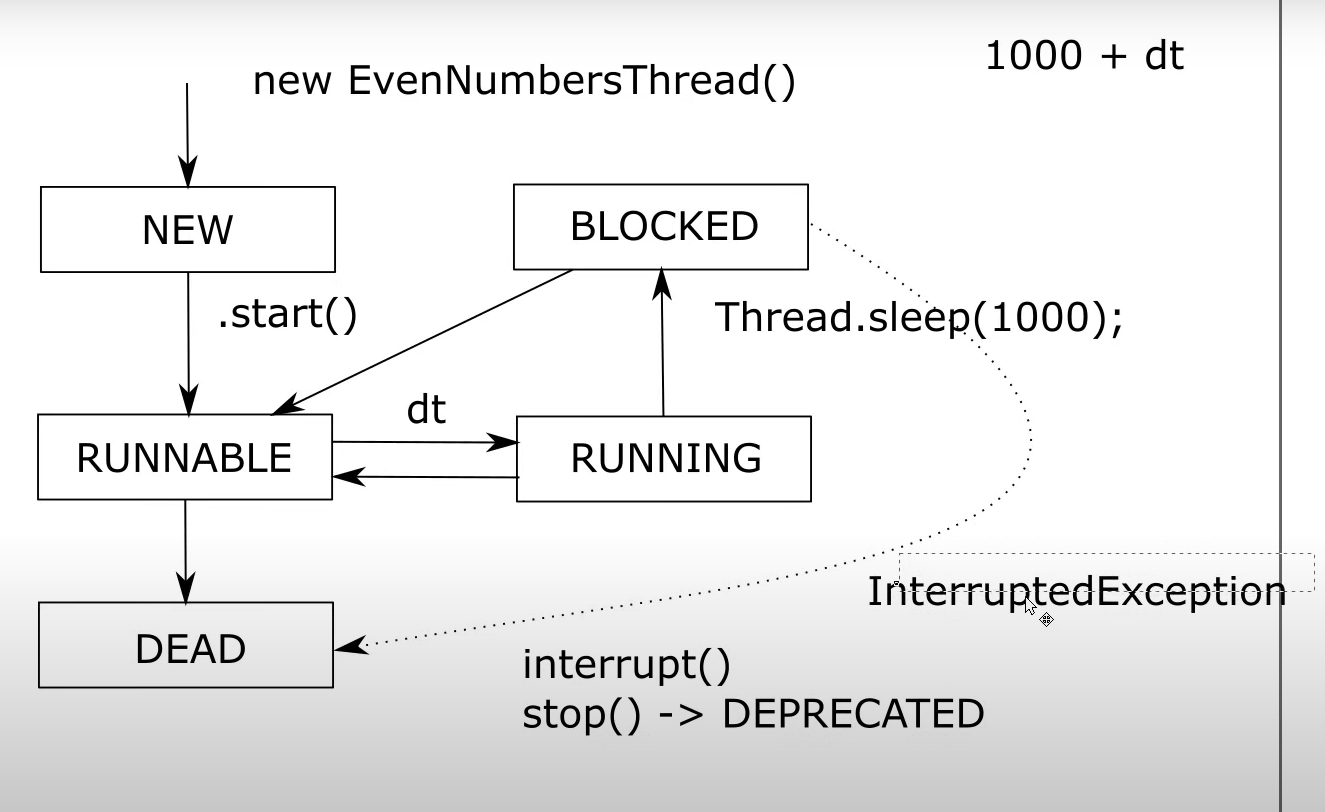 1000 + dt
new EvenNumbersThread()
NEW
BLOCKED
.start()
Thread.sleep(1000);
dt
RUNNABLE
RUNNING
InterruptedException
DEAD
interrupt()
stop() -> DEPRECATED